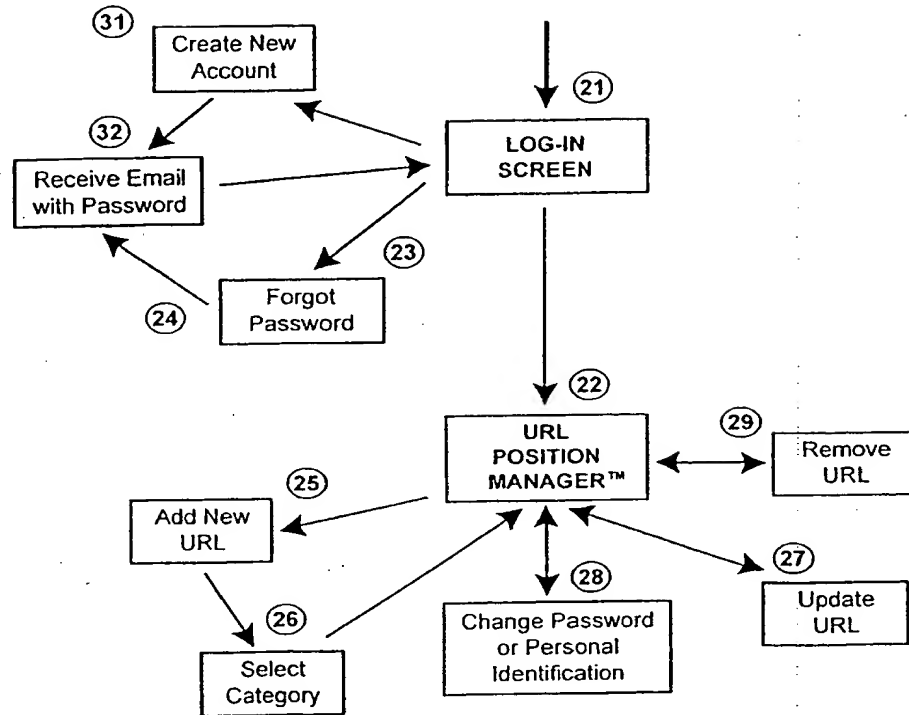 31
Create New
Account
21
LOG-IN
SCREEN
32
Receive Email
with Password
23
Forgot
Password
24
22
URL
POSITION
MANAGER™
29
Remove
URL
25
Add New
URL
27
Update
URL
28
Change Password
or Personal
Identification
26
Select
Category